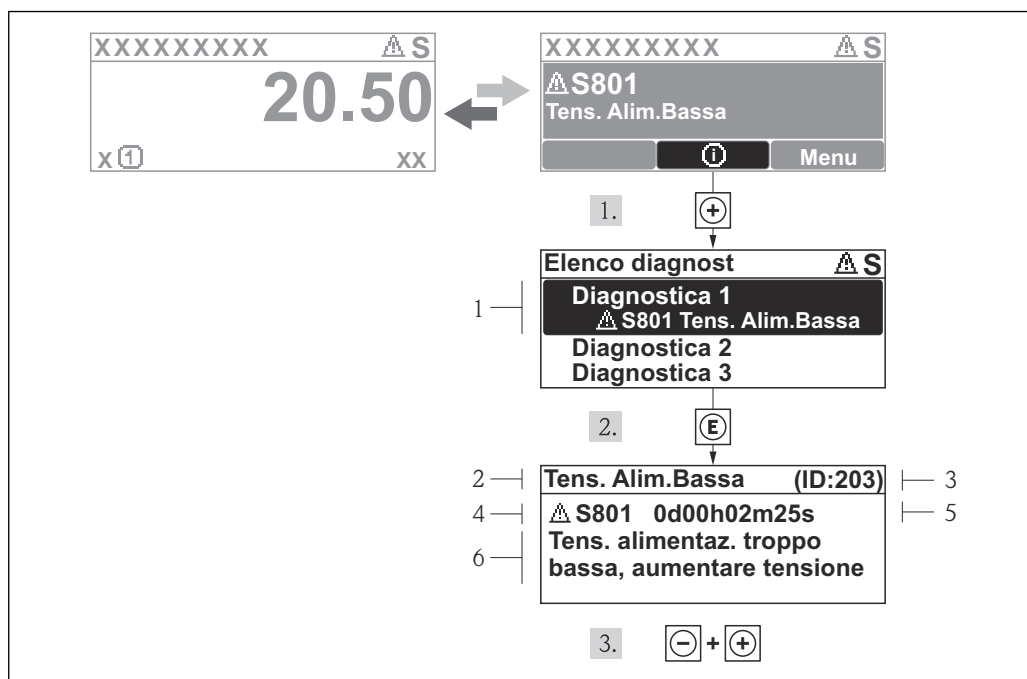 XXXXXXXXX ⚠ S
20.50
x ① xx
XXXXXXXXX ⚠ S
⚠ S801
Tens. Alim.Bassa
ⓘ Menu
1. +
Elenco diagnost ⚠ S
1
Diagnostica 1
⚠ S801 Tens. Alim.Bassa
Diagnostica 2
Diagnostica 3
2. E
2 Tens. Alim.Bassa (ID:203) 3
4 ⚠ S801 0d00h02m25s 5
6
Tens. alimentaz. troppo
bassa, aumentare tensione
3. - + +